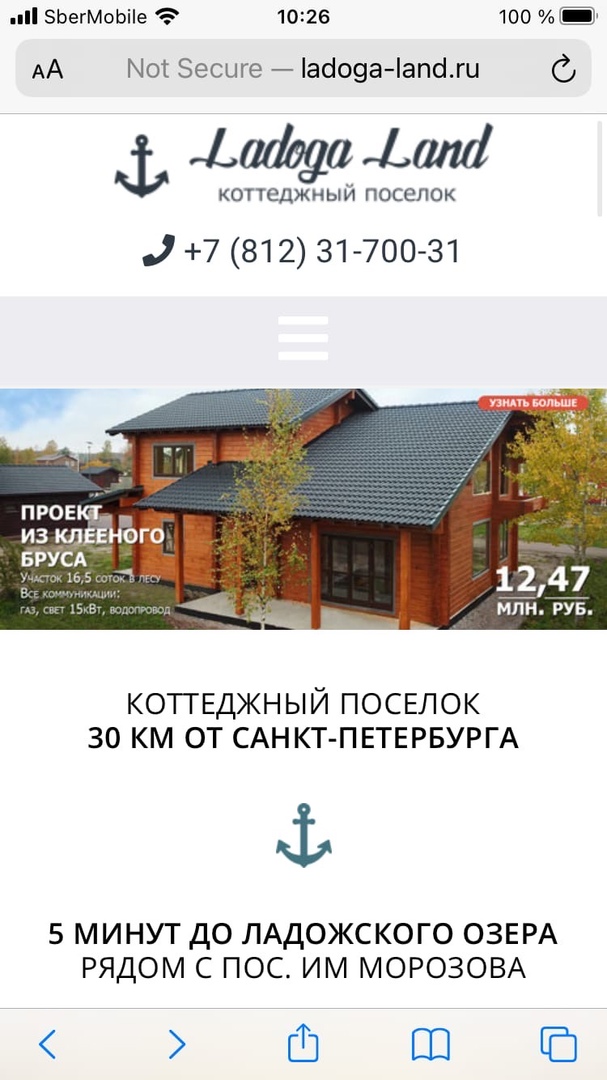 SberMobile 10:26 100 %
AA Not Secure — ladoga-land.ru
Ladoga Land
коттеджный поселок
+7 (812) 31-700-31
УЗНАТЬ БОЛЬШЕ
ПРОЕКТ
ИЗ КЛЕЕНОГО
БРУСА
Участок 16,5 соток в лесу
Все коммуникации:
газ, свет 15кВт, водопровод
12,47
МЛН. РУБ.
КОТТЕДЖНЫЙ ПОСЕЛОК
30 КМ ОТ САНКТ-ПЕТЕРБУРГА
5 МИНУТ ДО ЛАДОЖСКОГО ОЗЕРА
РЯДОМ С ПОС. ИМ МОРОЗОВА